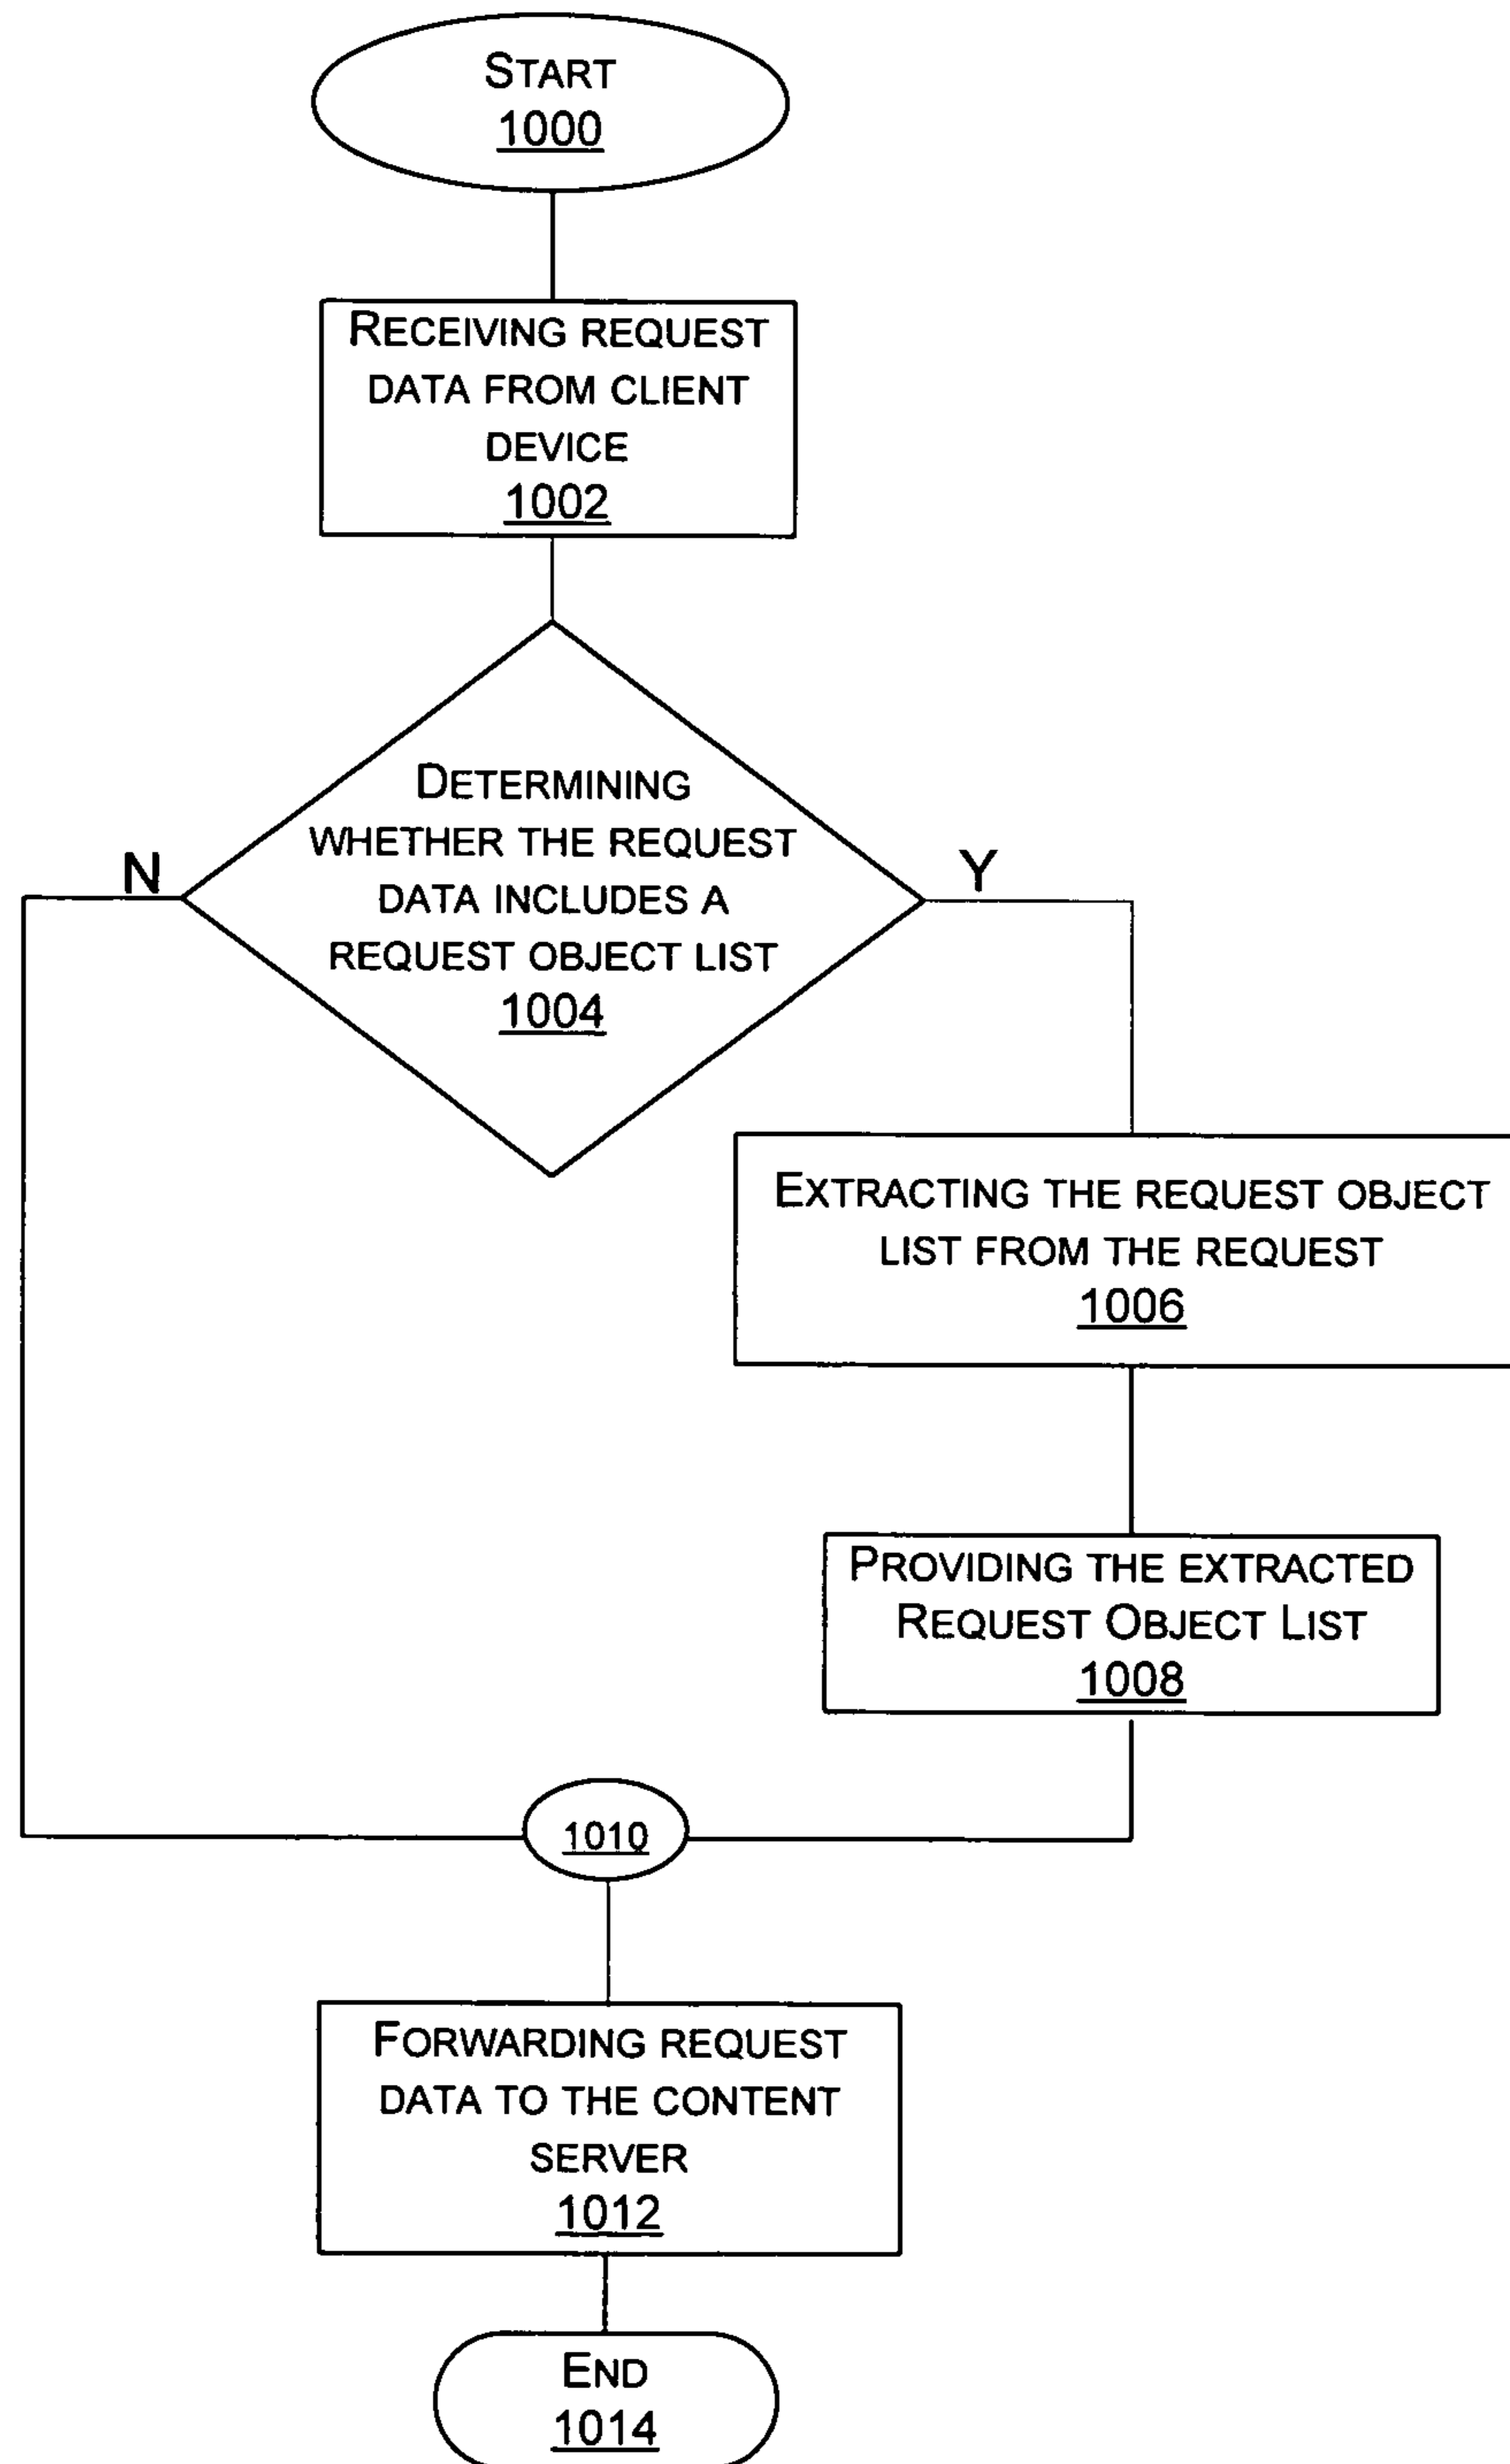 START
1000
RECEIVING REQUEST
DATA FROM CLIENT
DEVICE
1002
DETERMINING
WHETHER THE REQUEST
DATA INCLUDES A
REQUEST OBJECT LIST
1004
N
Y
EXTRACTING THE REQUEST OBJECT
LIST FROM THE REQUEST
1006
PROVIDING THE EXTRACTED
REQUEST OBJECT LIST
1008
1010
FORWARDING REQUEST
DATA TO THE CONTENT
SERVER
1012
END
1014